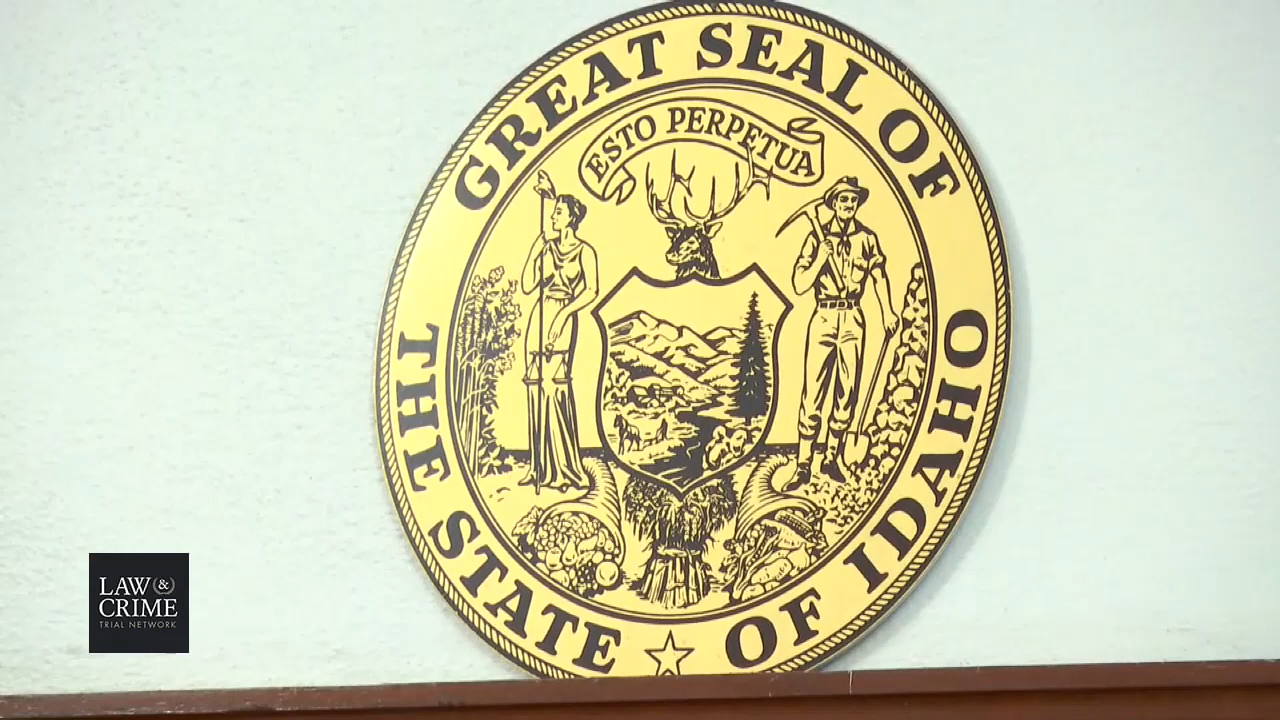 GREAT SEAL OF
THE STATE OF IDAHO
ESTO PERPETUA
LAW &
CRIME
TRIAL NETWORK